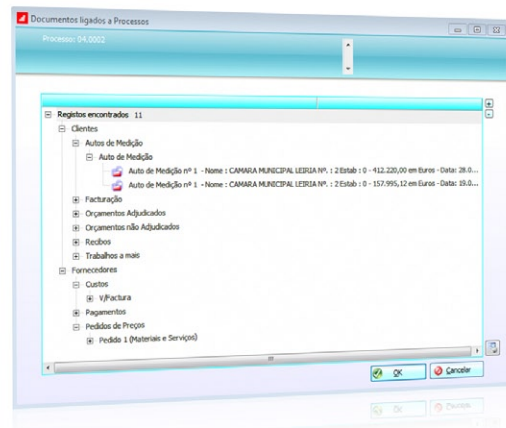 Documentos ligados a Processos
Processo: 04.0002
Registos encontrados 11
Clientes
Autos de Medição
Auto de Medição
Auto de Medição nº 1 - Nome : CAMARA MUNICIPAL LEIRIA Nº. : 2 Estab : 0 - 412.220,00 em Euros - Data: 28.0...
Auto de Medição nº 1 - Nome : CAMARA MUNICIPAL LEIRIA Nº. : 2 Estab : 0 - 157.995,12 em Euros - Data: 19.0...
Facturação
Orçamentos Adjudicados
Orçamentos não Adjudicados
Recibos
Trabalhos a mais
Fornecedores
Custos
V/Factura
Pagamentos
Pedidos de Preços
Pedido 1 (Materiais e Serviços)
OK Cancelar